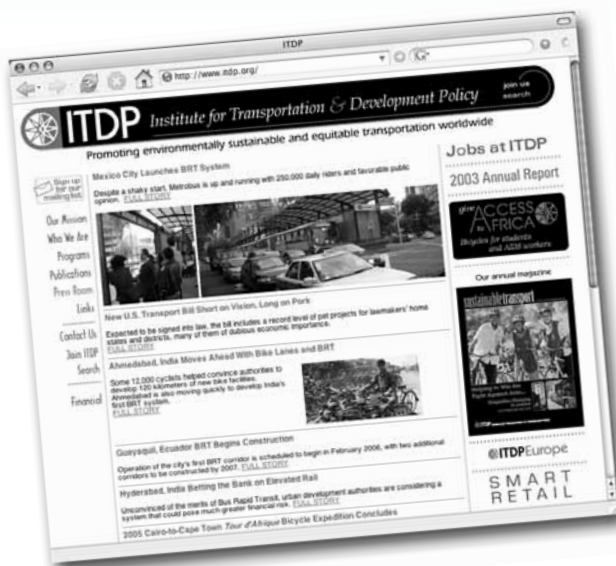 ITDP
http://www.itdp.org/
G
ITDP Institute for Transportation & Development Policy
join us
search
Promoting environmentally sustainable and equitable transportation worldwide
Sign up
for our
mailing list.
Our Mission
Who We Are
Programs
Publications
Press Room
Links
Contact Us
Join ITDP
Search
Financial
Mexico City Launches BRT System
Despite a shaky start, Metrobus is up and running with 250,000 daily riders and favorable public
opinion. FULL STORY
New U.S. Transport Bill Short on Vision, Long on Pork
Expected to be signed into law, the bill includes a record level of pet projects for lawmakers' home
states and districts, many of them of dubious economic importance.
FULL STORY
Ahmedabad, India Moves Ahead With Bike Lanes and BRT
Some 12,000 cyclists helped convince authorities to
develop 120 kilometers of new bike facilities.
Ahmedabad is also moving quickly to develop India's
first BRT system.
FULL STORY
Guayaquil, Ecuador BRT Begins Construction
Operation of the city's first BRT corridor is scheduled to begin in February 2006, with two additional
corridors to be constructed by 2007. FULL STORY
Hyderabad, India Betting the Bank on Elevated Rail
Unconvinced of the merits of Bus Rapid Transit, urban development authorities are considering a
system that could pose much greater financial risk. FULL STORY
2005 Cairo-to-Cape Town Tour d'Afrique Bicycle Expedition Concludes
Jobs at ITDP
2003 Annual Report
give
ACCESS
to AFRICA
Bicycles for students
and AIDS workers
Our annual magazine
sustainabletransport
ITDPEurope
SMART
RETAIL